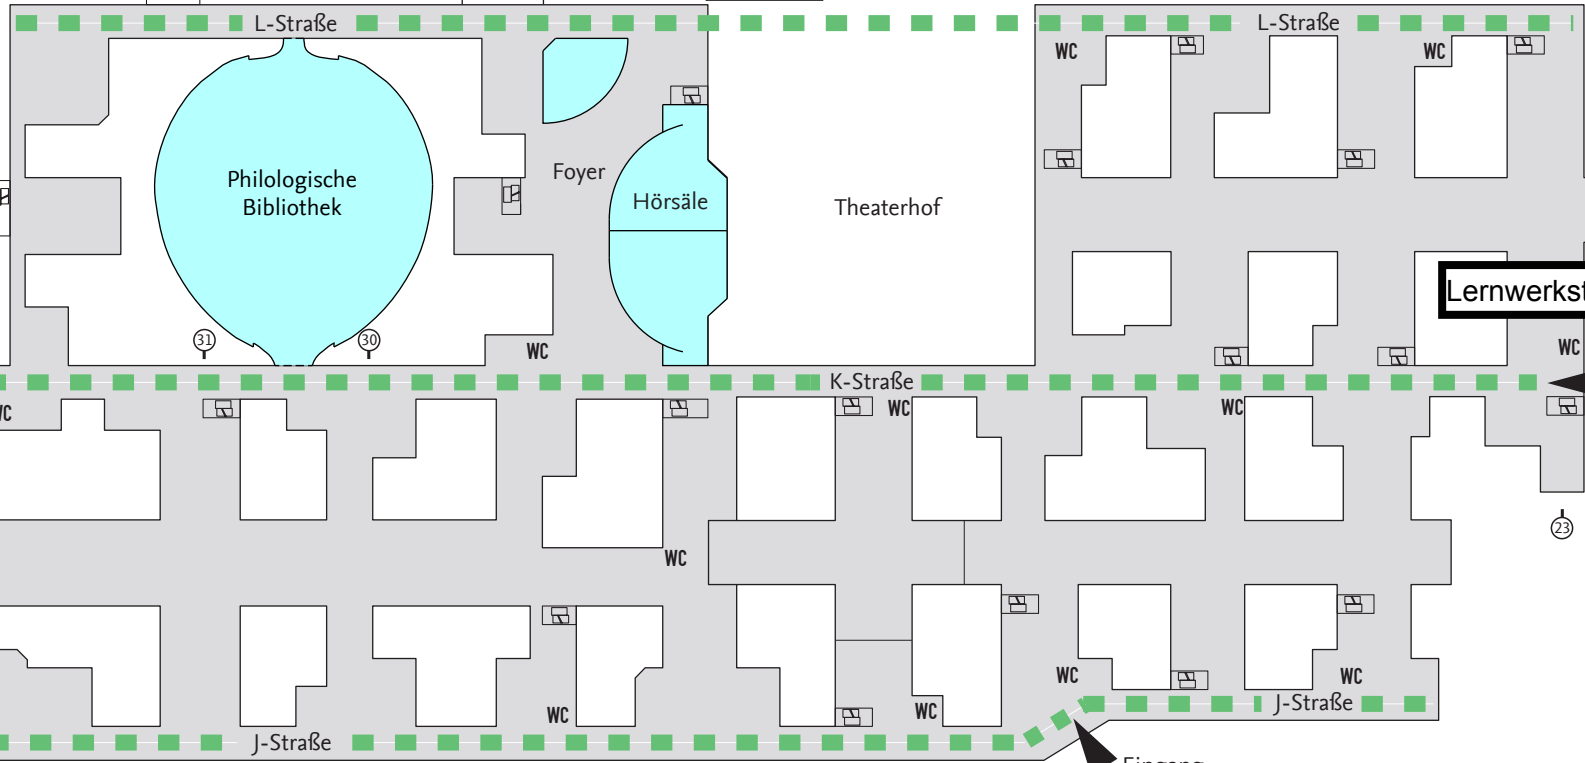 L-Straße
L-Straße
WC
WC
Philologische
Bibliothek
Foyer
Hörsäle
Theaterhof
31
30
WC
WC
K-Straße
WC
WC
WC
23
WC
WC
WC
WC
WC
J-Straße
J-Straße